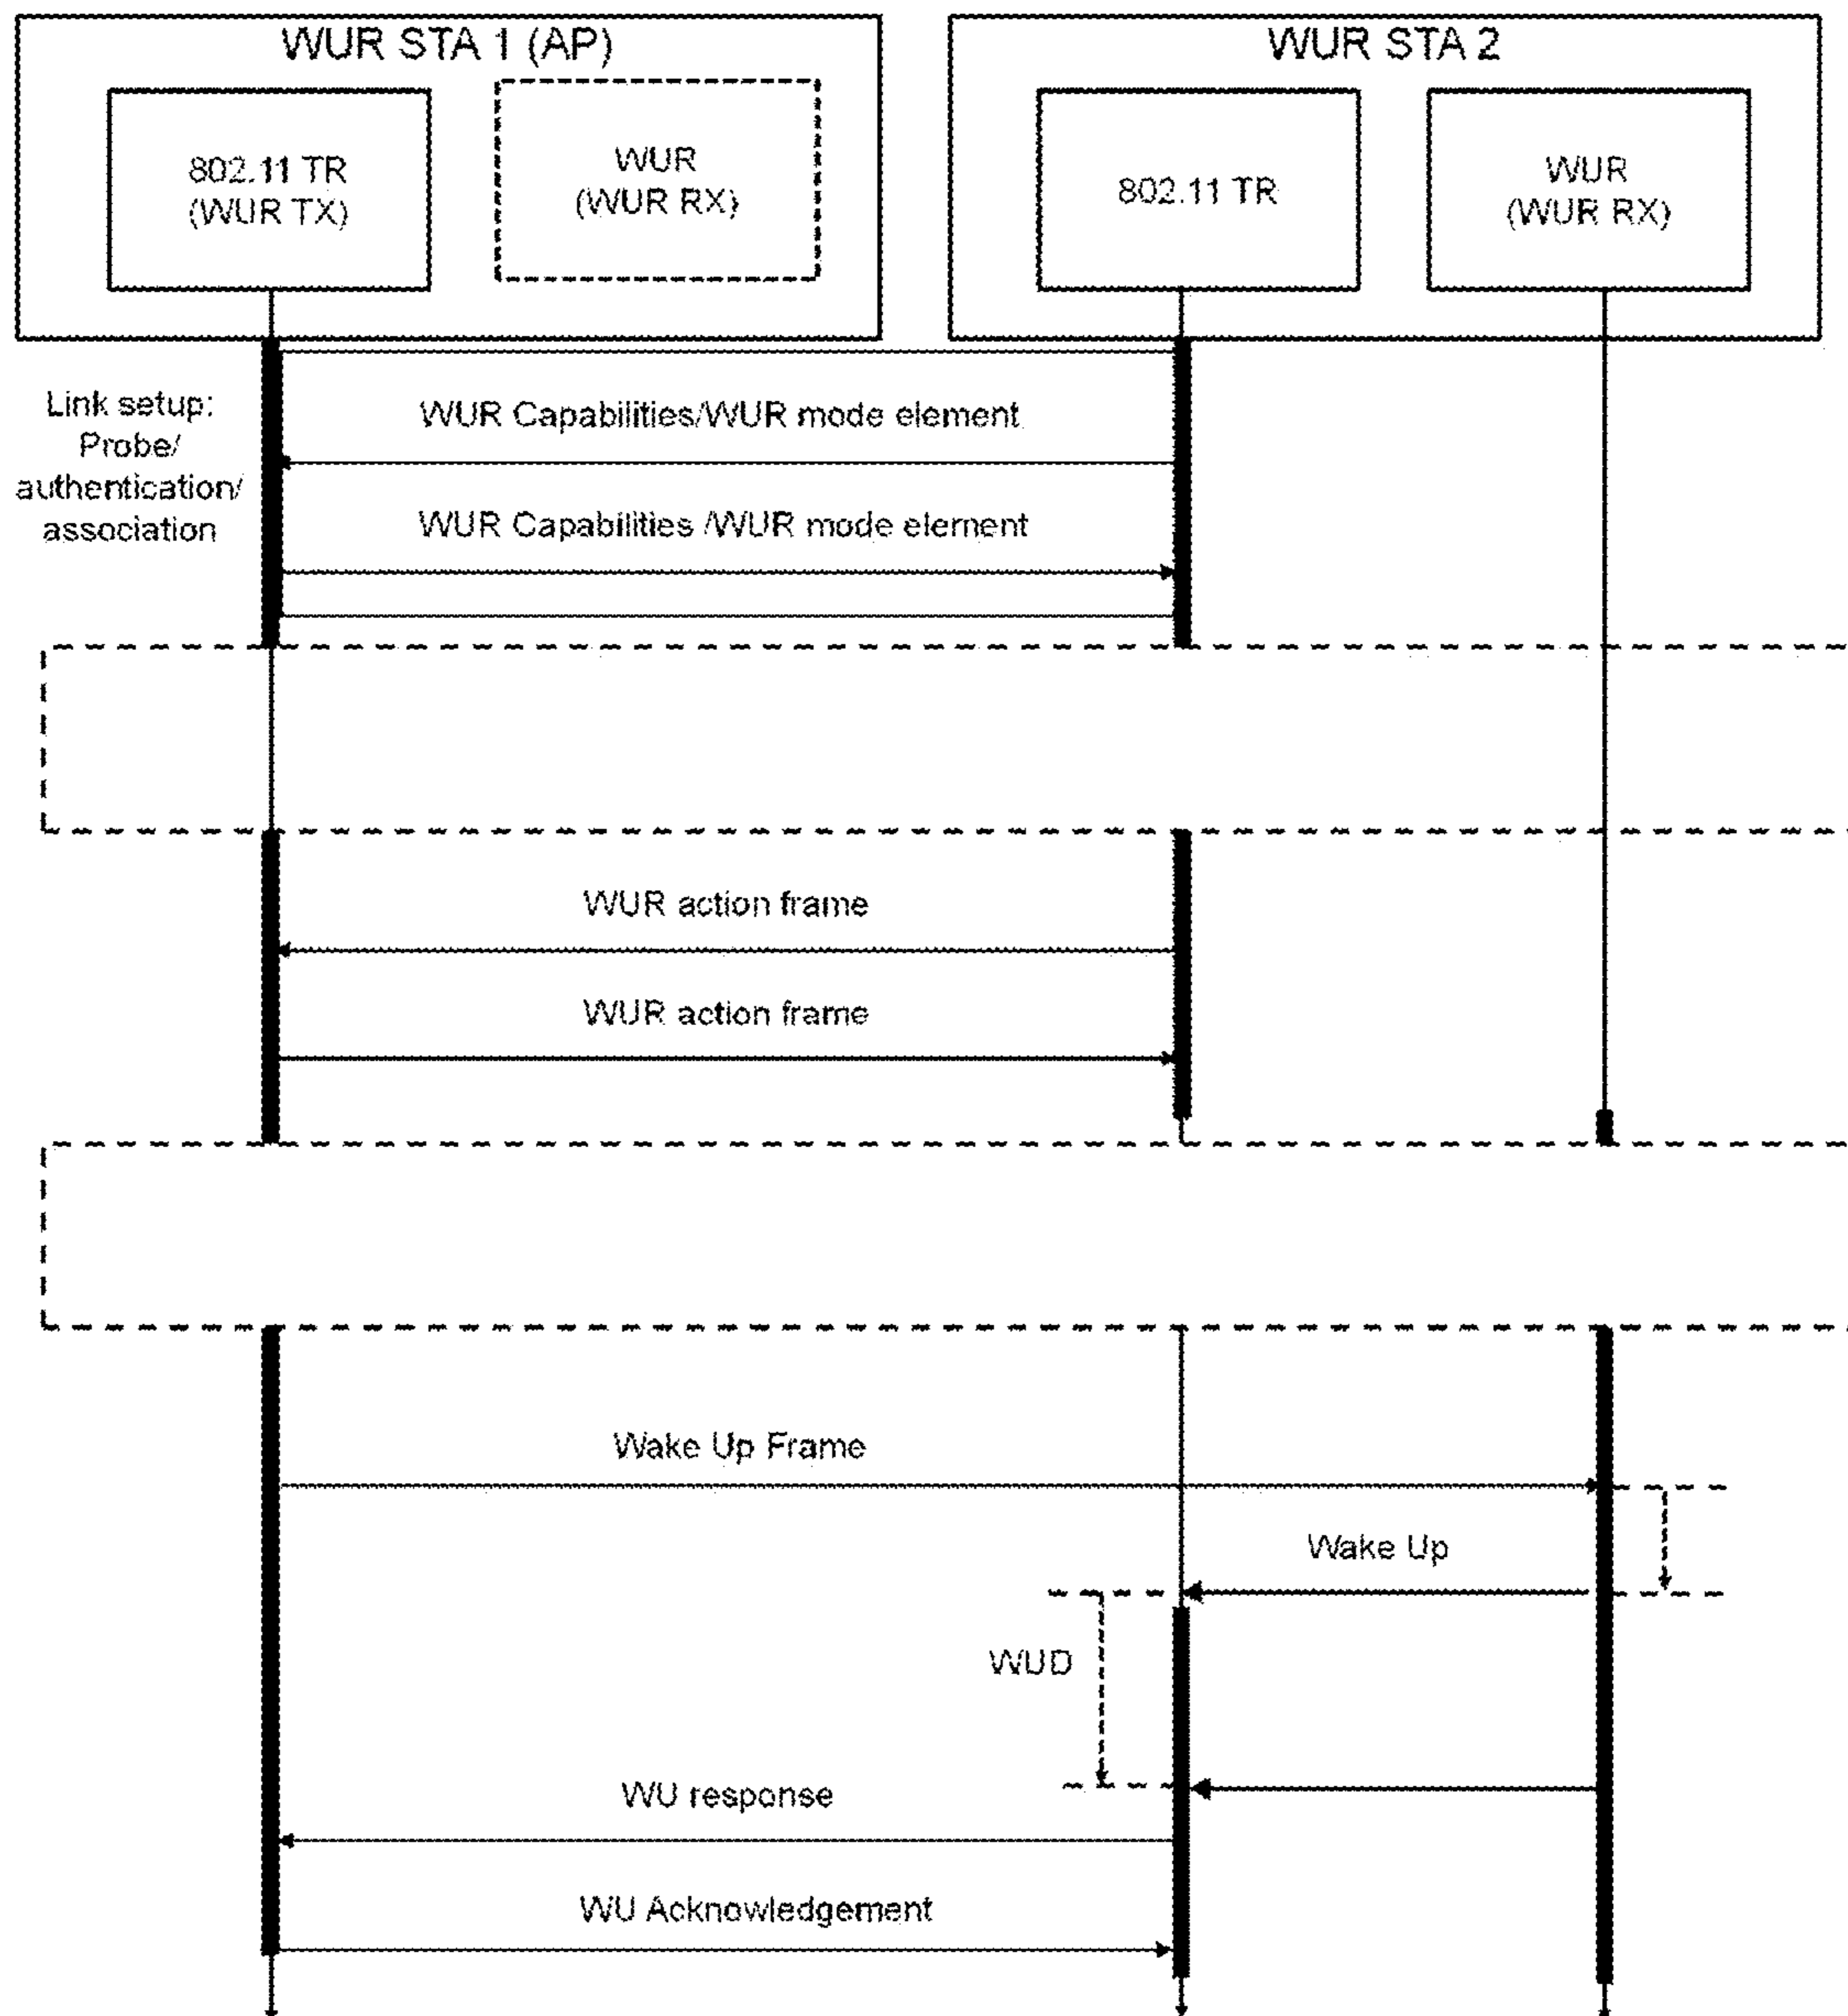 WUR STA 1 (AP)
WUR STA 2
802.11 TR
(WUR TX)
WUR
(WUR RX)
802.11 TR
WUR
(WUR RX)
Link setup:
Probe/
authentication/
association
WUR Capabilities/WUR mode element
WUR Capabilities /WUR mode element
WUR action frame
WUR action frame
Wake Up Frame
Wake Up
WUD
WU response
WU Acknowledgement